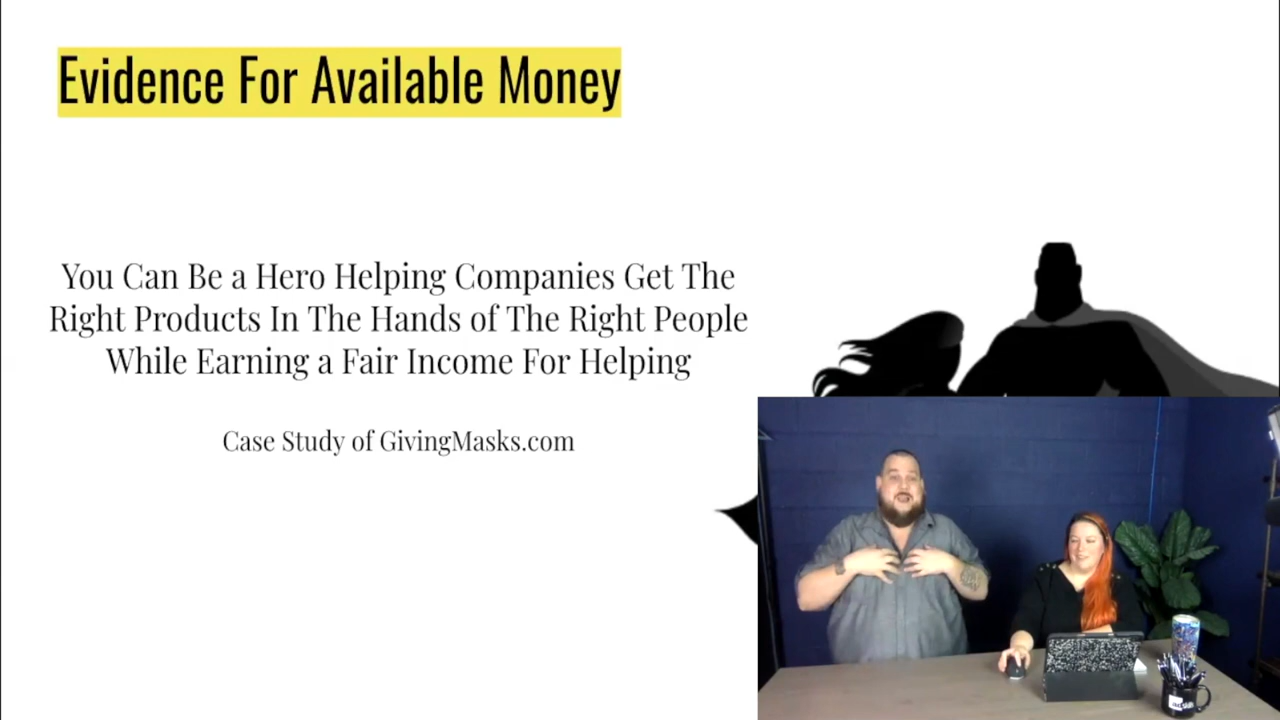 Evidence For Available Money
You Can Be a Hero Helping Companies Get The
Right Products In The Hands of The Right People
While Earning a Fair Income For Helping
Case Study of GivingMasks.com